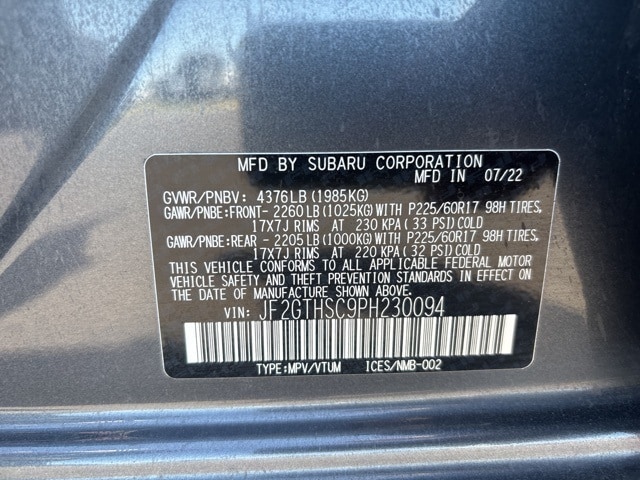 MFD BY SUBARU CORPORATION
MFD IN 07/22
GVWR/PNBV: 4376LB(1985KG)
GAWR/PNBE:FRONT- 2260LB(1025KG)WITH P225/60R17 98H TIRES,
17X7J RIMS AT 230 KPA(33 PSI)COLD
GAWR/PNBE:REAR - 2205LB(1000KG)WITH P225/60R17 98H TIRES,
17X7J RIMS AT 220 KPA(32 PSI)COLD
THIS VEHICLE CONFORMS TO ALL APPLICABLE FEDERAL MOTOR
VEHICLE SAFETY AND THEFT PREVENTION STANDARDS IN EFFECT
ON THE DATE OF MANUFACTURE SHOWN ABOVE.
VIN: JF2GTHSC9PH230094
TYPE:MPV/VTUM ICES/NMB-002